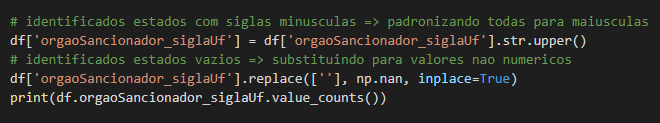 # identificados estados com siglas minusculas => padronizando todas para maiusculas
df['orgaoSancionador_siglaUf'] = df['orgaoSancionador_siglaUf'].str.upper()
# identificados estados vazios => substituindo para valores nao numericos
df['orgaoSancionador_siglaUf'].replace([''], np.nan, inplace=True)
print(df.orgaoSancionador_siglaUf.value_counts())